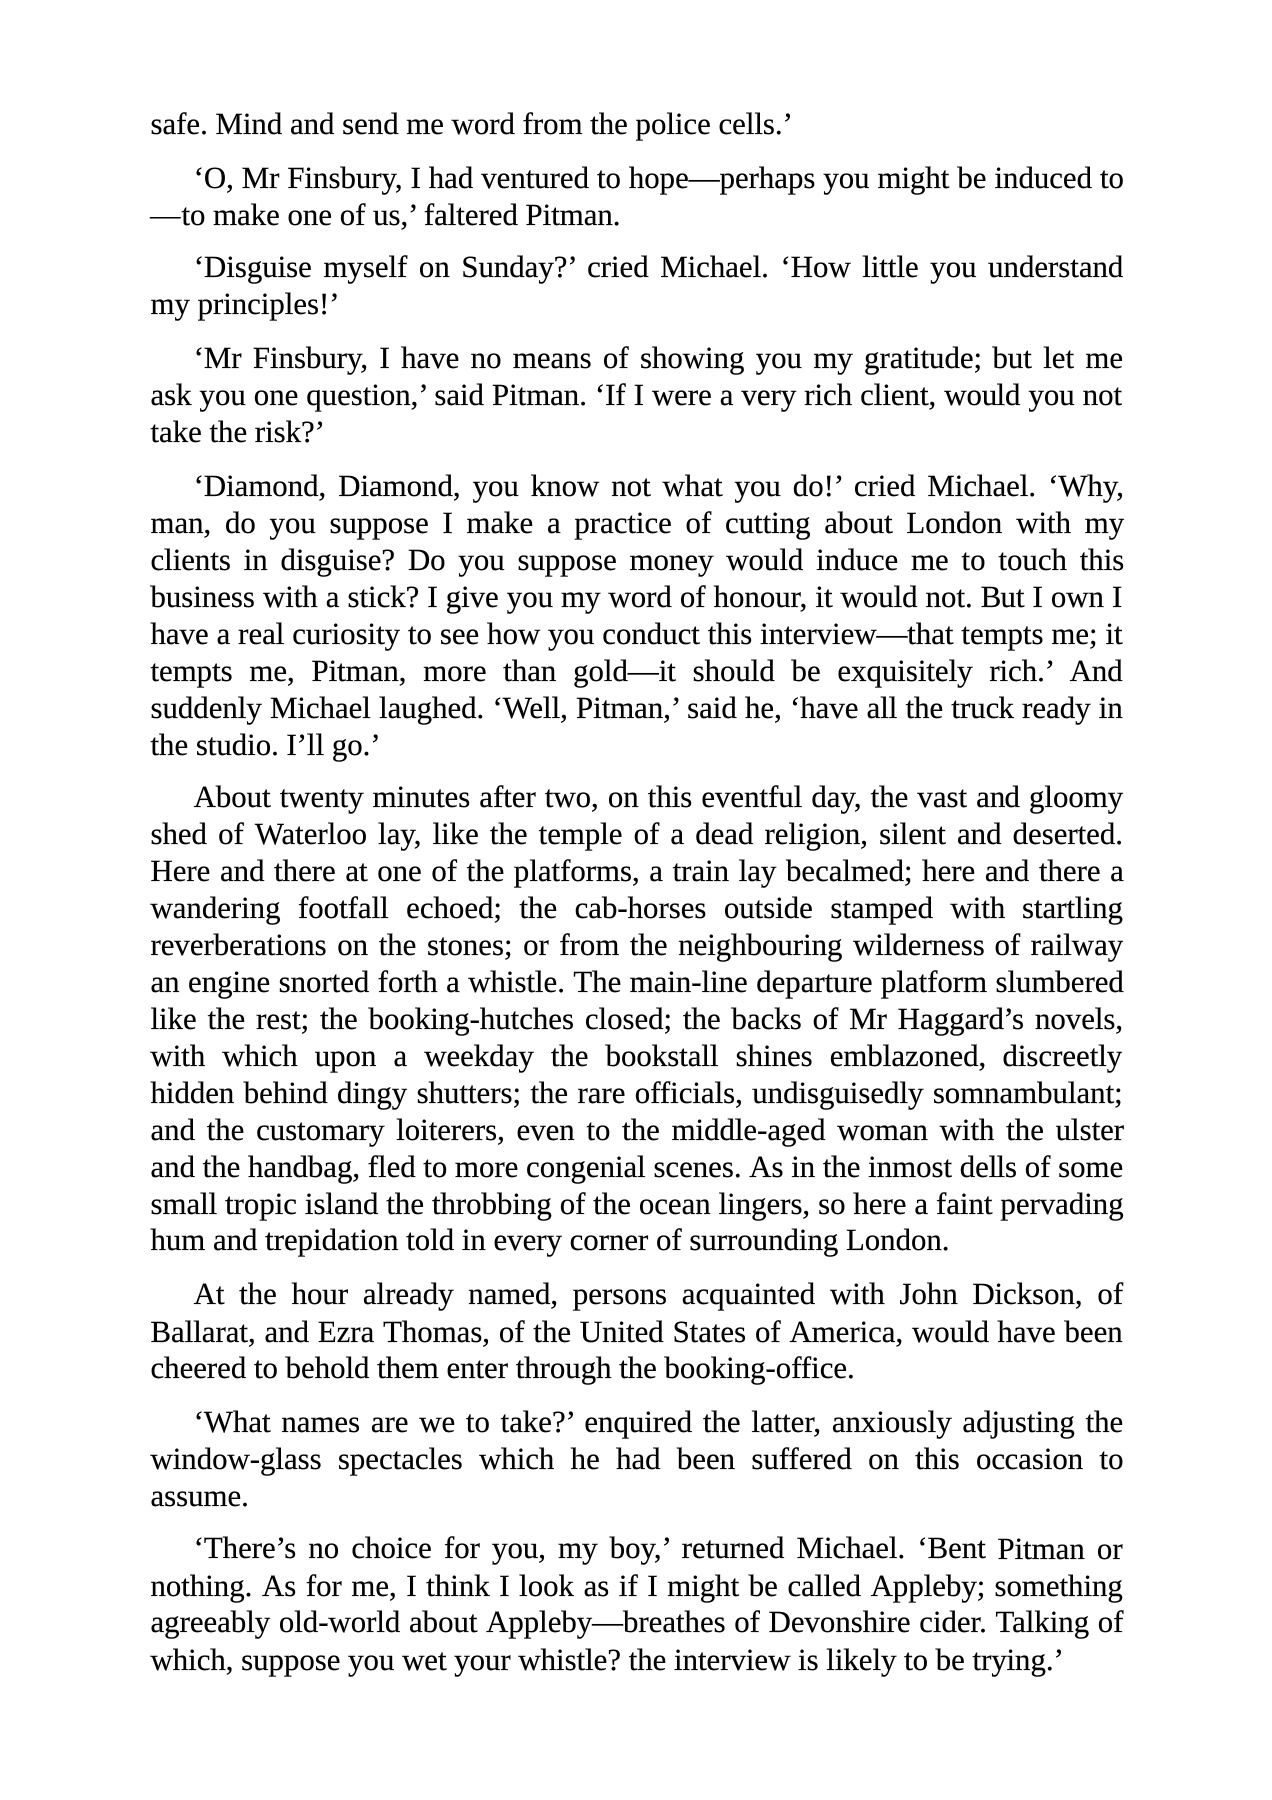 safe. Mind and send me word from the police cells.’
‘O, Mr Finsbury, I had ventured to hope—perhaps you might be induced to
—to make one of us,’ faltered Pitman.
‘Disguise myself on Sunday?’ cried Michael. ‘How little you understand
my principles!’
‘Mr Finsbury, I have no means of showing you my gratitude; but let me
ask you one question,’ said Pitman. ‘If I were a very rich client, would you not
take the risk?’
‘Diamond, Diamond, you know not what you do!’ cried Michael. ‘Why,
man, do you suppose I make a practice of cutting about London with my
clients in disguise? Do you suppose money would induce me to touch this
business with a stick? I give you my word of honour, it would not. But I own I
have a real curiosity to see how you conduct this interview—that tempts me; it
tempts me, Pitman, more than gold—it should be exquisitely rich.’ And
suddenly Michael laughed. ‘Well, Pitman,’ said he, ‘have all the truck ready in
the studio. I’ll go.’
About twenty minutes after two, on this eventful day, the vast and gloomy
shed of Waterloo lay, like the temple of a dead religion, silent and deserted.
Here and there at one of the platforms, a train lay becalmed; here and there a
wandering footfall echoed; the cab-horses outside stamped with startling
reverberations on the stones; or from the neighbouring wilderness of railway
an engine snorted forth a whistle. The main-line departure platform slumbered
like the rest; the booking-hutches closed; the backs of Mr Haggard’s novels,
with which upon a weekday the bookstall shines emblazoned, discreetly
hidden behind dingy shutters; the rare officials, undisguisedly somnambulant;
and the customary loiterers, even to the middle-aged woman with the ulster
and the handbag, fled to more congenial scenes. As in the inmost dells of some
small tropic island the throbbing of the ocean lingers, so here a faint pervading
hum and trepidation told in every corner of surrounding London.
At the hour already named, persons acquainted with John Dickson, of
Ballarat, and Ezra Thomas, of the United States of America, would have been
cheered to behold them enter through the booking-office.
‘What names are we to take?’ enquired the latter, anxiously adjusting the
window-glass spectacles which he had been suffered on this occasion to
assume.
‘There’s no choice for you, my boy,’ returned Michael. ‘Bent Pitman or
nothing. As for me, I think I look as if I might be called Appleby; something
agreeably old-world about Appleby—breathes of Devonshire cider. Talking of
which, suppose you wet your whistle? the interview is likely to be trying.’